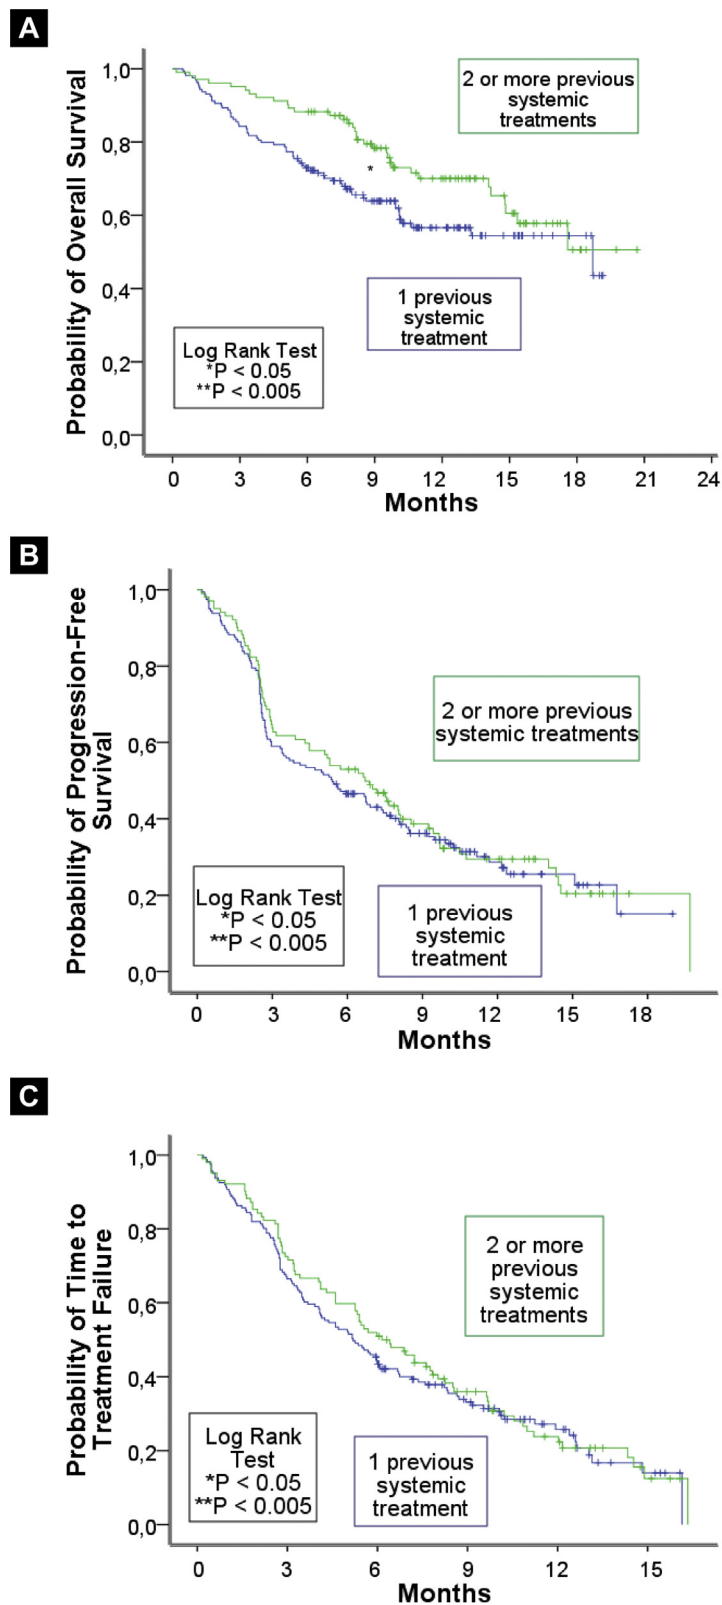 A
Probability of Overall Survival
1,0
0,8
0,6
0,4
0,2
0,0
2 or more previous
systemic
treatments
*
1 previous
systemic
treatment
Log Rank Test
*P < 0.05
**P < 0.005
0 3 6 9 12 15 18 21 24
Months
B
Probability of Progression-Free
Survival
1,0
0,8
0,6
0,4
0,2
0,0
2 or more previous
systemic treatments
Log Rank Test
*P < 0.05
**P < 0.005
1 previous
systemic
treatment
0 3 6 9 12 15 18
Months
C
Probability of Time to
Treatment Failure
1,0
0,8
0,6
0,4
0,2
0,0
2 or more
previous
systemic
treatments
Log Rank
Test
*P < 0.05
**P < 0.005
1 previous
systemic
treatment
0 3 6 9 12 15
Months